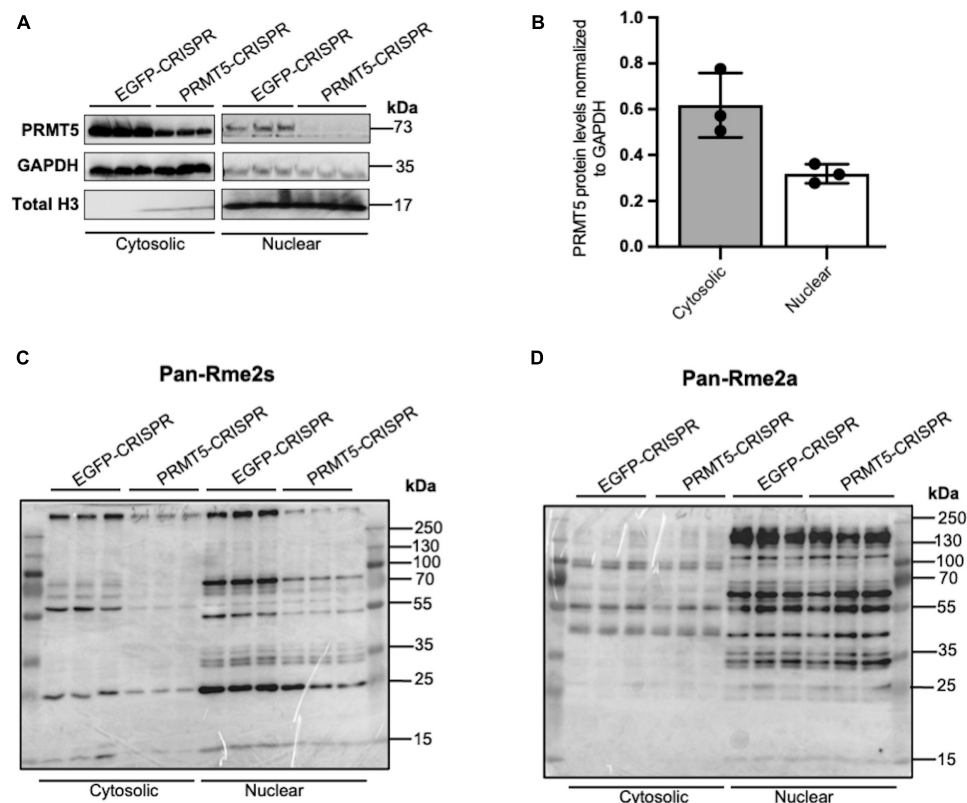 A
EGFP-CRISPR
PRMT5-CRISPR
EGFP-CRISPR
PRMT5-CRISPR
kDa
PRMT5
73
GAPDH
35
Total H3
17
Cytosolic
Nuclear
B
PRMT5 protein levels normalized
to GAPDH
1.0
0.8
0.6
0.4
0.2
0.0
Cytosolic
Nuclear
C
Pan-Rme2s
EGFP-CRISPR
PRMT5-CRISPR
EGFP-CRISPR
PRMT5-CRISPR
kDa
250
130
100
70
55
35
25
15
Cytosolic
Nuclear
D
Pan-Rme2a
EGFP-CRISPR
PRMT5-CRISPR
EGFP-CRISPR
PRMT5-CRISPR
kDa
250
130
100
70
55
35
25
15
Cytosolic
Nuclear